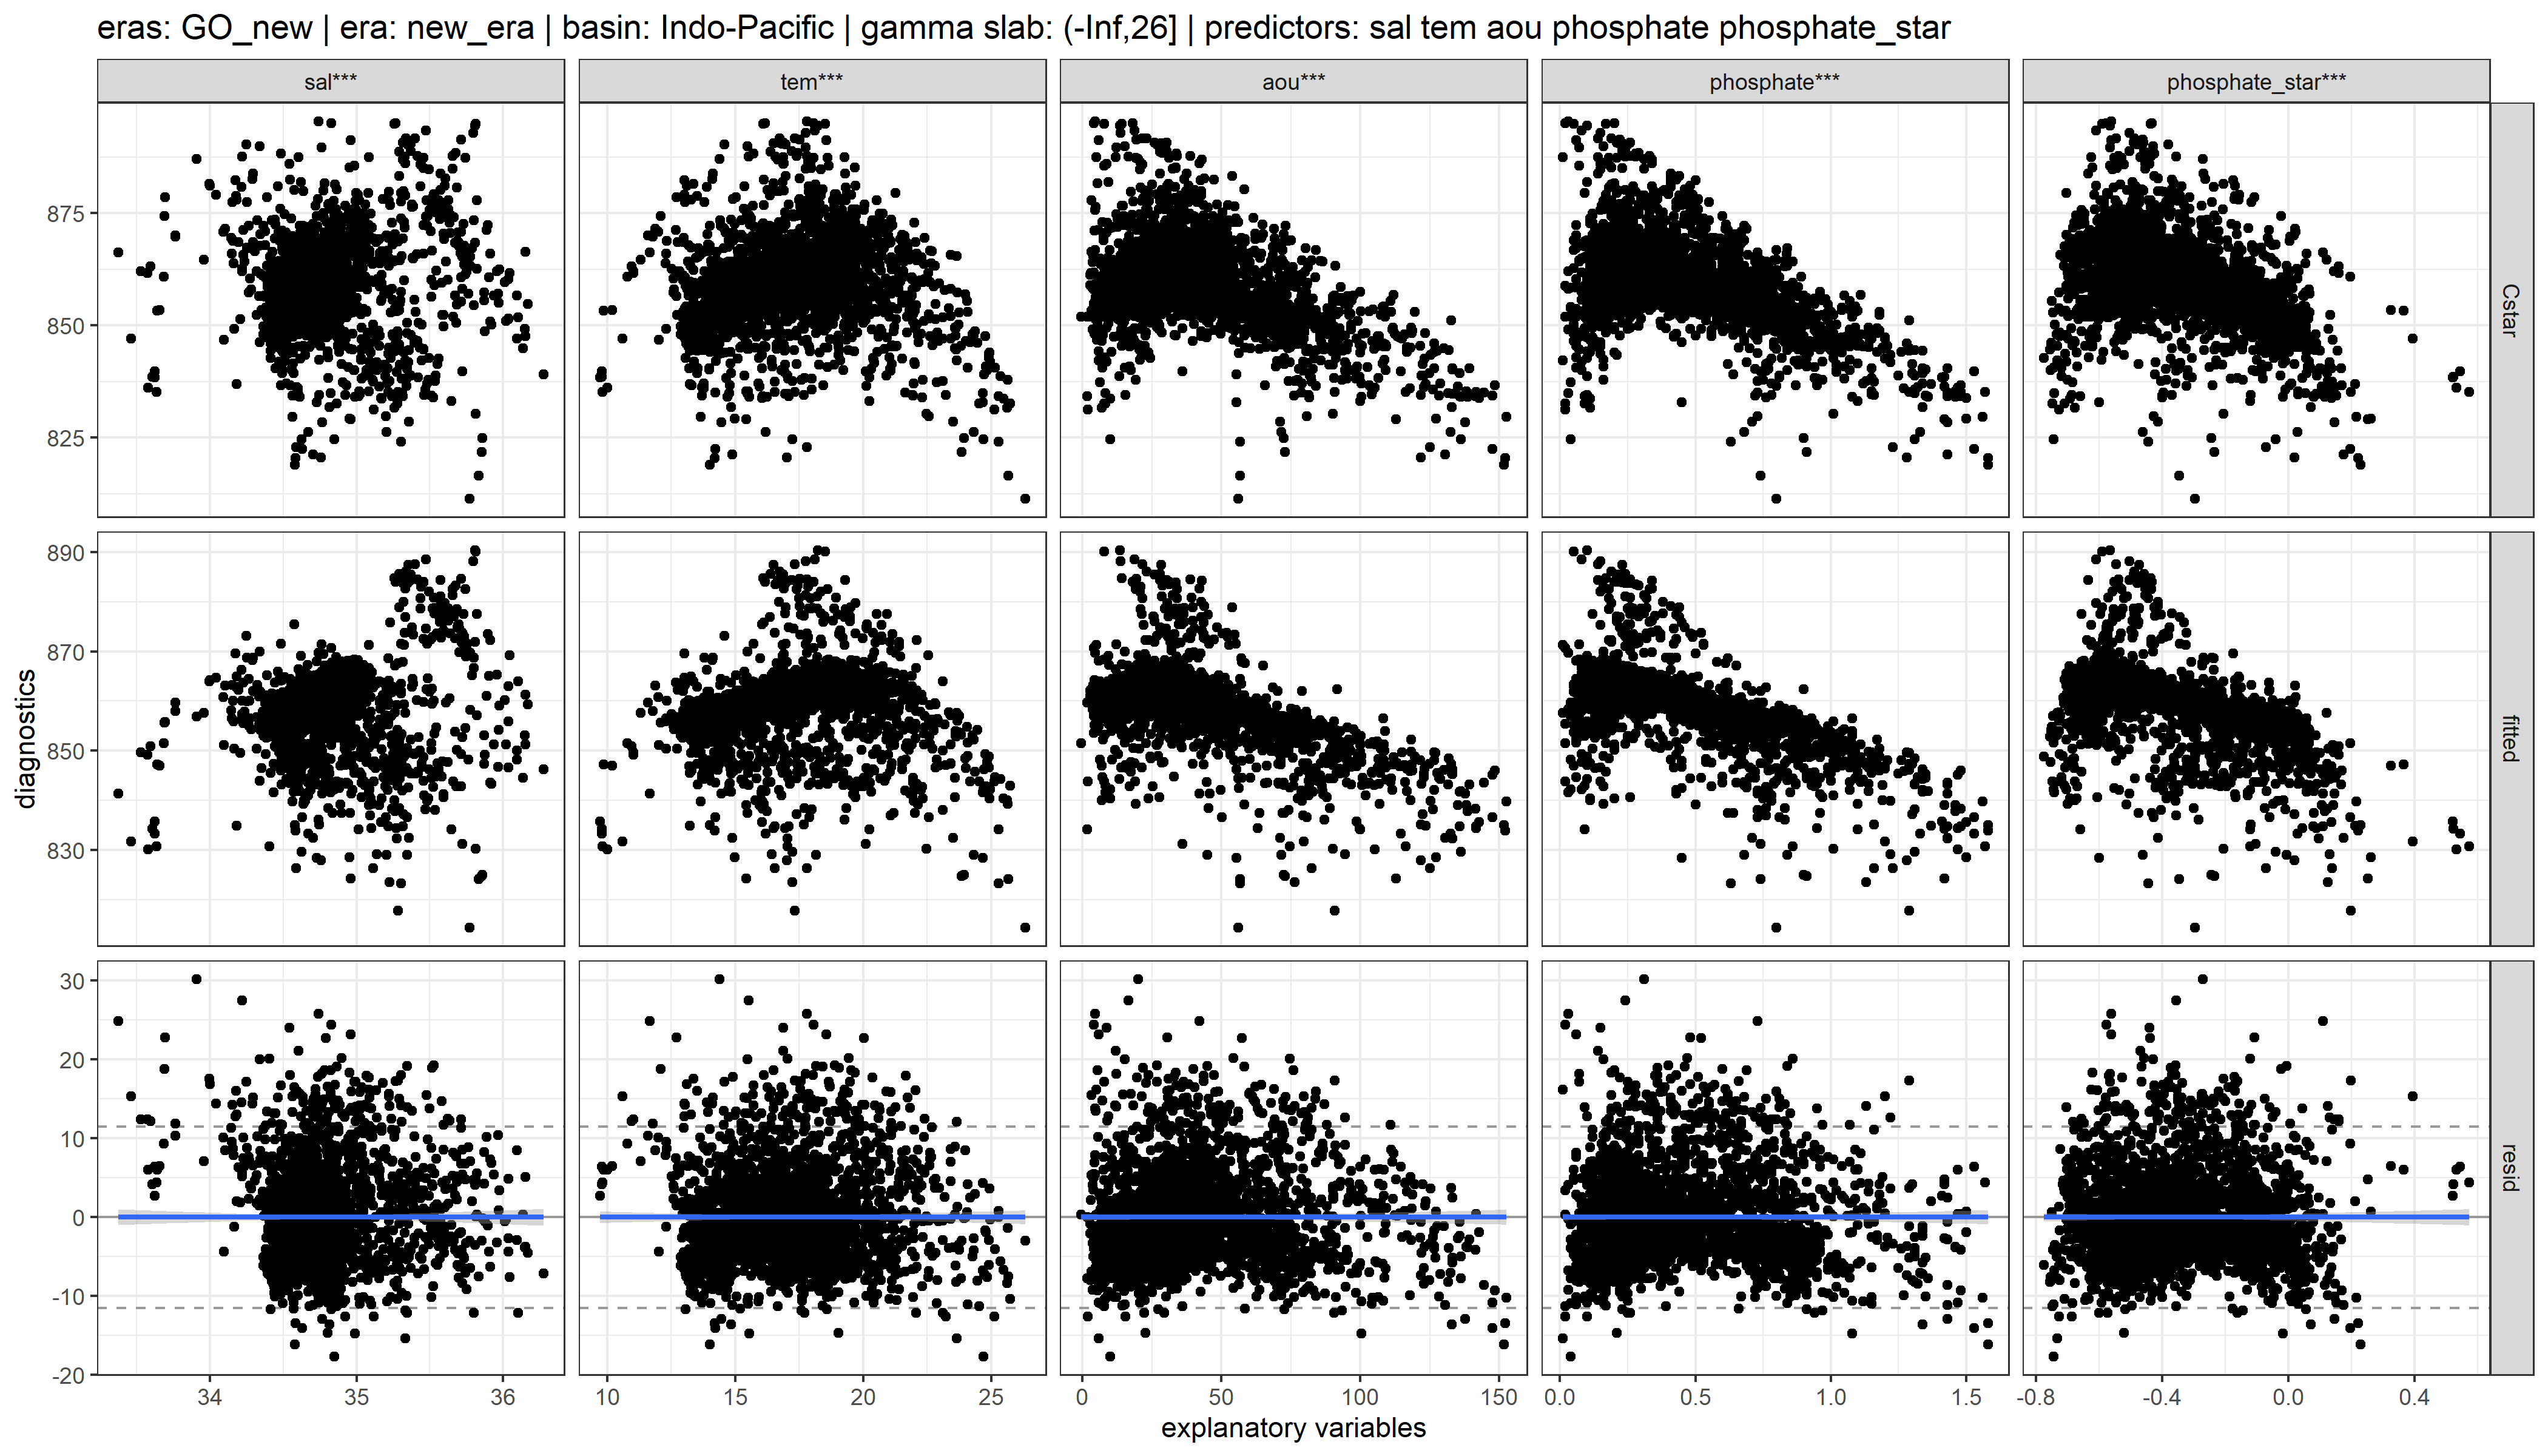 eras: GO_new | era: new_era | basin: Indo-Pacific | gamma slab: (-Inf,26] | predictors: sal tem aou phosphate phosphate_star
sal***
tem***
aou***
phosphate***
phosphate_star***
875
850
825
Cstar
890
870
850
830
fitted
30
20
10
0
-10
-20
resid
diagnostics
34 35 36
10 15 20 25
0 50 100 150
0.0 0.5 1.0 1.5
-0.8 -0.4 0.0 0.4
explanatory variables